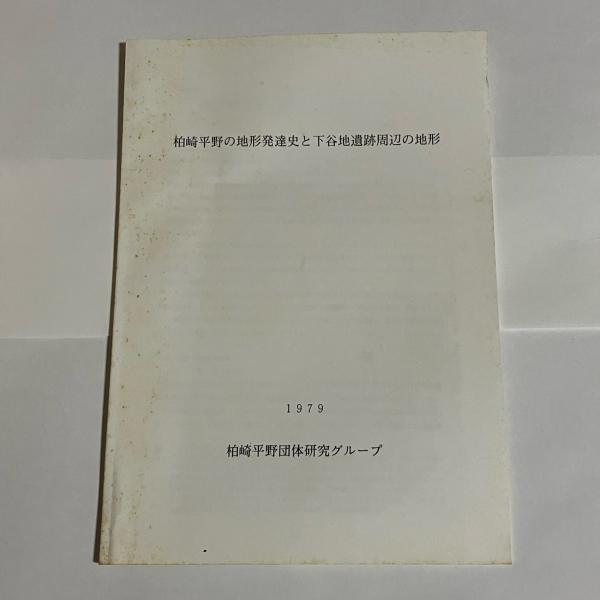 柏崎平野の地形発達史と下谷地遺跡周辺の地形
1979
柏崎平野団体研究グループ